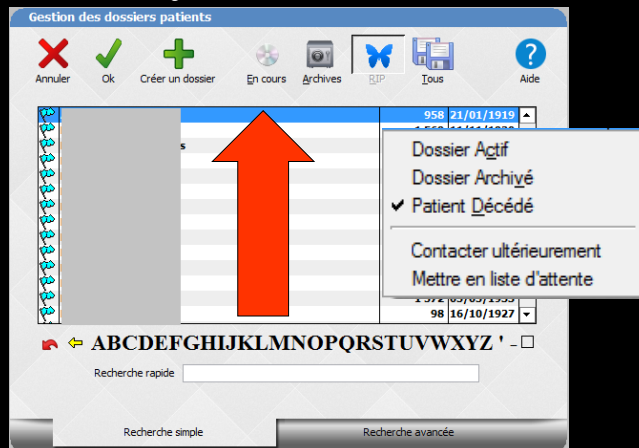 Gestion des dossiers patients
Annuler Ok Créer un dossier En cours Archives RIP Tous Aide
958 21/01/1919
s
Dossier Actif
Dossier Archivé
✔ Patient Décédé
Contacter ultérieurement
Mettre en liste d'attente
98 16/10/1927
ABCDEFGHIJKLMNOPQRSTUVWXYZ ' -
Recherche rapide
Recherche simple Recherche avancée